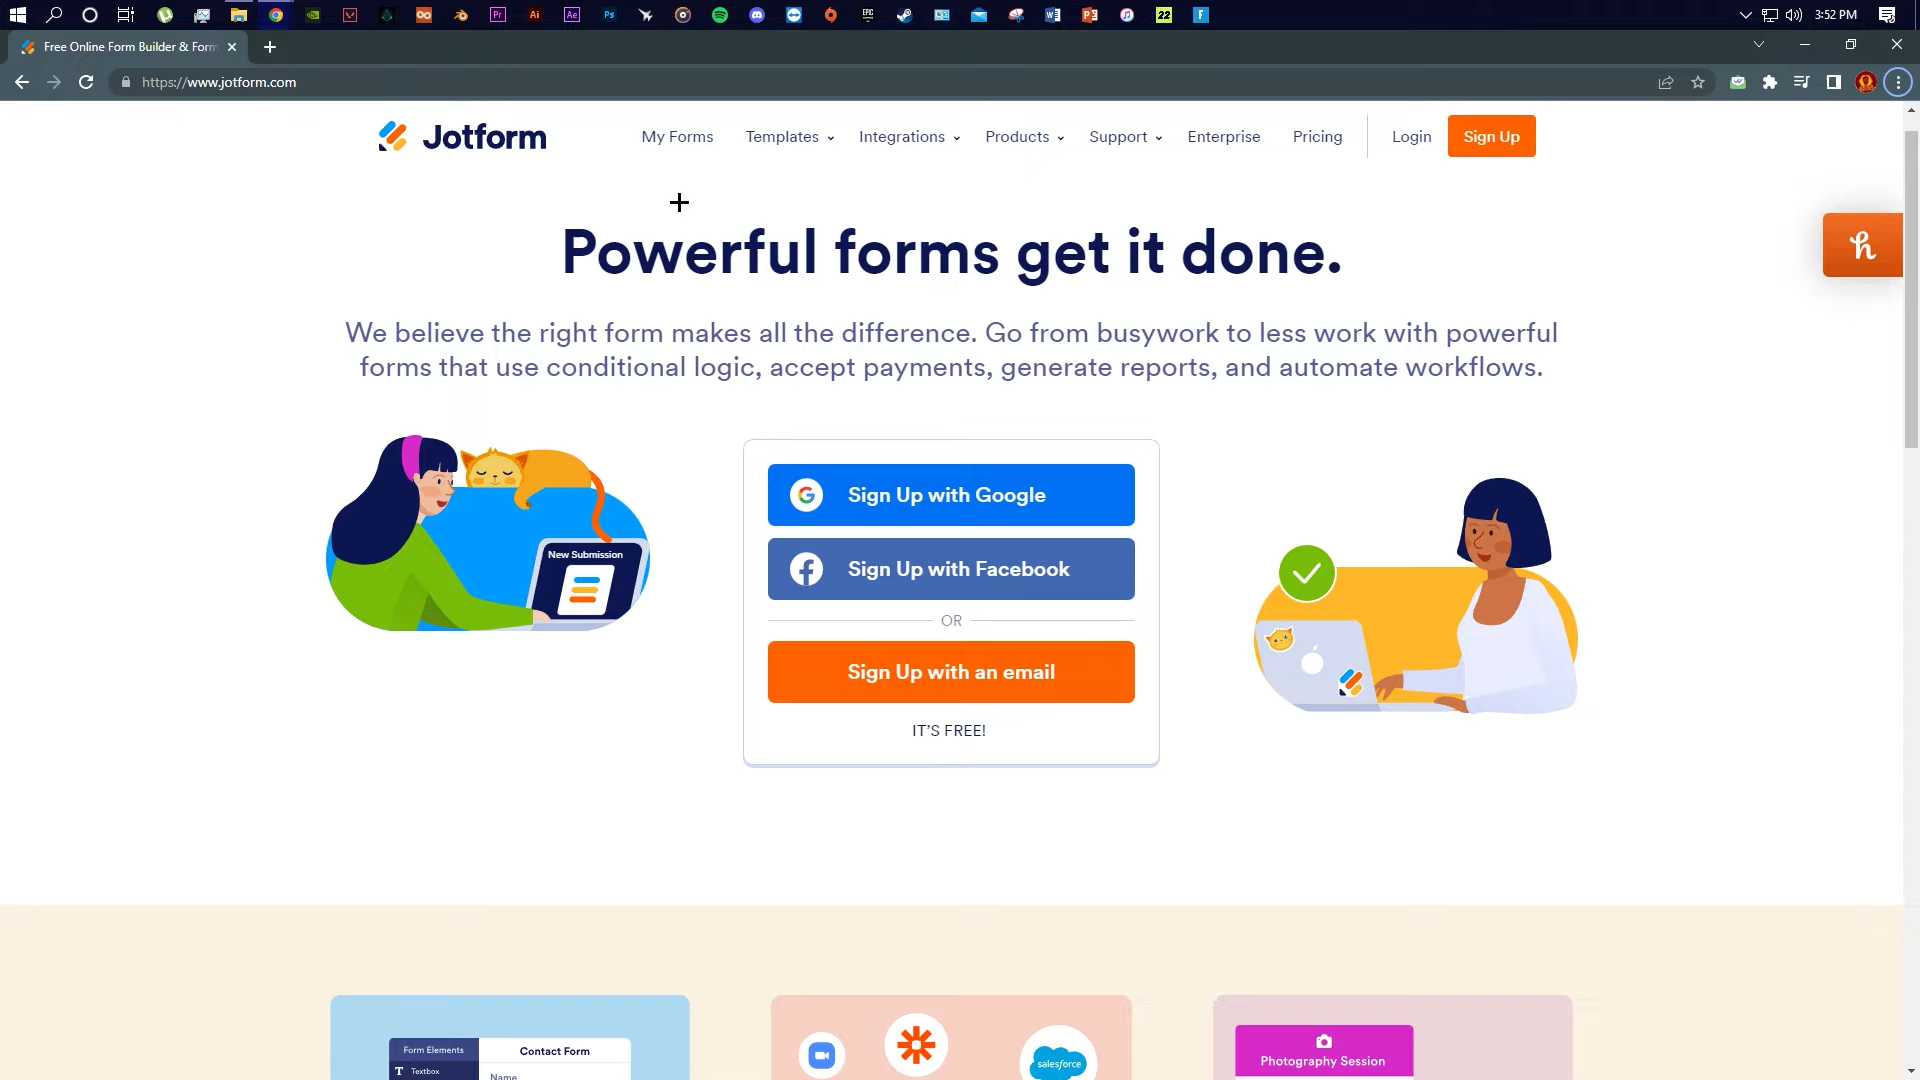 3:52 PM
Free Online Form Builder & Form
https://www.jotform.com
Jotform
My Forms
Templates
Integrations
Products
Support
Enterprise
Pricing
Login
Sign Up
Powerful forms get it done.
We believe the right form makes all the difference. Go from busywork to less work with powerful
forms that use conditional logic, accept payments, generate reports, and automate workflows.
New Submission
Sign Up with Google
Sign Up with Facebook
OR
Sign Up with an email
IT'S FREE!
Form Elements
Textbox
Contact Form
Name
salesforce
Photography Session